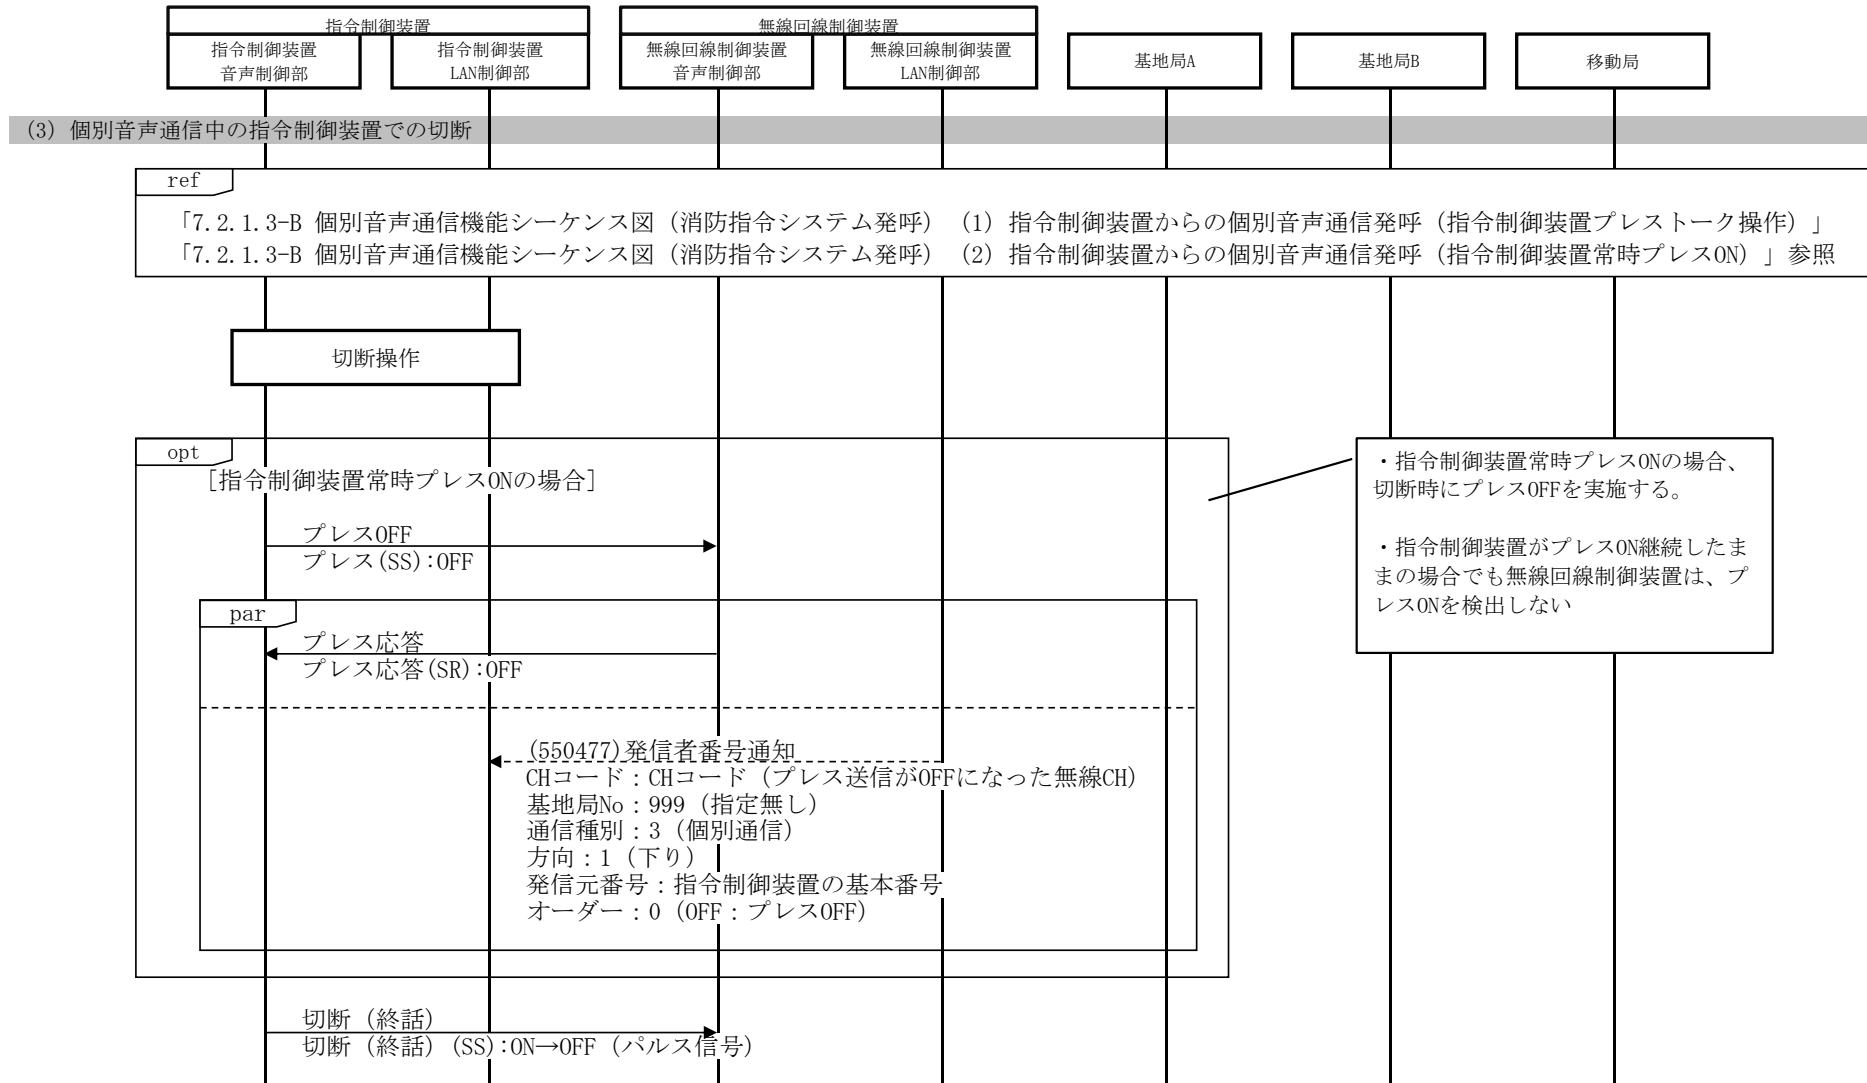 指令制御装置
無線回線制御装置
指令制御装置
音声制御部
指令制御装置
LAN制御部
無線回線制御装置
音声制御部
無線回線制御装置
LAN制御部
基地局A
基地局B
移動局
(3) 個別音声通信中の指令制御装置での切断
ref
「7.2.1.3-B 個別音声通信機能シーケンス図（消防指令システム発呼）（1）指令制御装置からの個別音声通信発呼（指令制御装置プレストーク操作）」
「7.2.1.3-B 個別音声通信機能シーケンス図（消防指令システム発呼）（2）指令制御装置からの個別音声通信発呼（指令制御装置常時プレスON）」参照
切断操作
opt
[指令制御装置常時プレスONの場合]
・指令制御装置常時プレスONの場合、
切断時にプレスOFFを実施する。
・指令制御装置がプレスON継続したま
まの場合でも無線回線制御装置は、プ
レスONを検出しない
プレスOFF
プレス(SS):OFF
par
プレス応答
プレス応答(SR):OFF
(550477)発信者番号通知
CHコード：CHコード（プレス送信がOFFになった無線CH）
基地局No：999（指定無し）
通信種別：3（個別通信）
方向：1（下り）
発信元番号：指令制御装置の基本番号
オーダー：0（OFF：プレスOFF）
切断（終話）
切断（終話）(SS):ON→OFF（パルス信号）